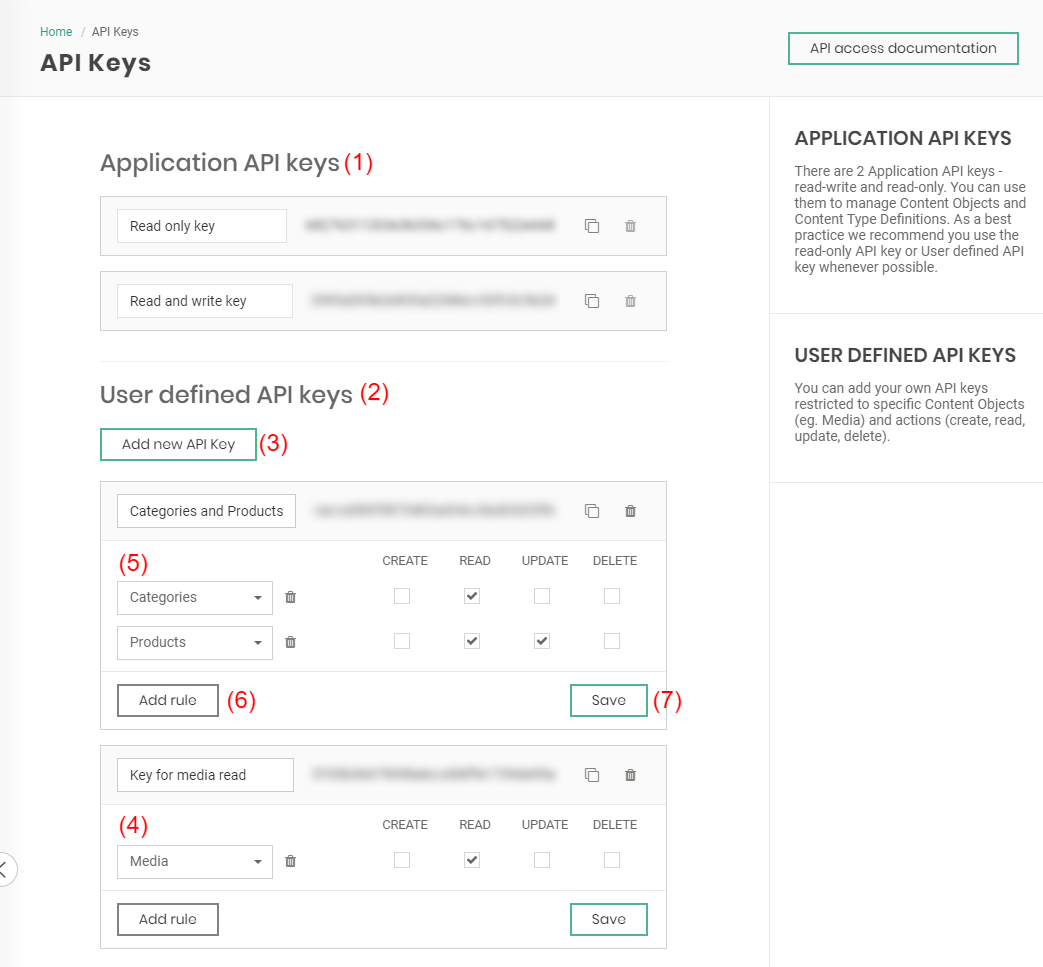 Home / API Keys
API Keys
API access documentation
Application API keys (1)
Read only key
Read and write key
User defined API keys (2)
Add new API Key (3)
Categories and Products
(5) CREATE READ UPDATE DELETE
Categories
Products
Add rule (6) Save (7)
Key for media read
(4) CREATE READ UPDATE DELETE
Media
Add rule Save
APPLICATION API KEYS
There are 2 Application API keys -
read-write and read-only. You can use
them to manage Content Objects and
Content Type Definitions. As a best
practice we recommend you use the
read-only API key or User defined API
key whenever possible.
USER DEFINED API KEYS
You can add your own API keys
restricted to specific Content Objects
(eg. Media) and actions (create, read,
update, delete).